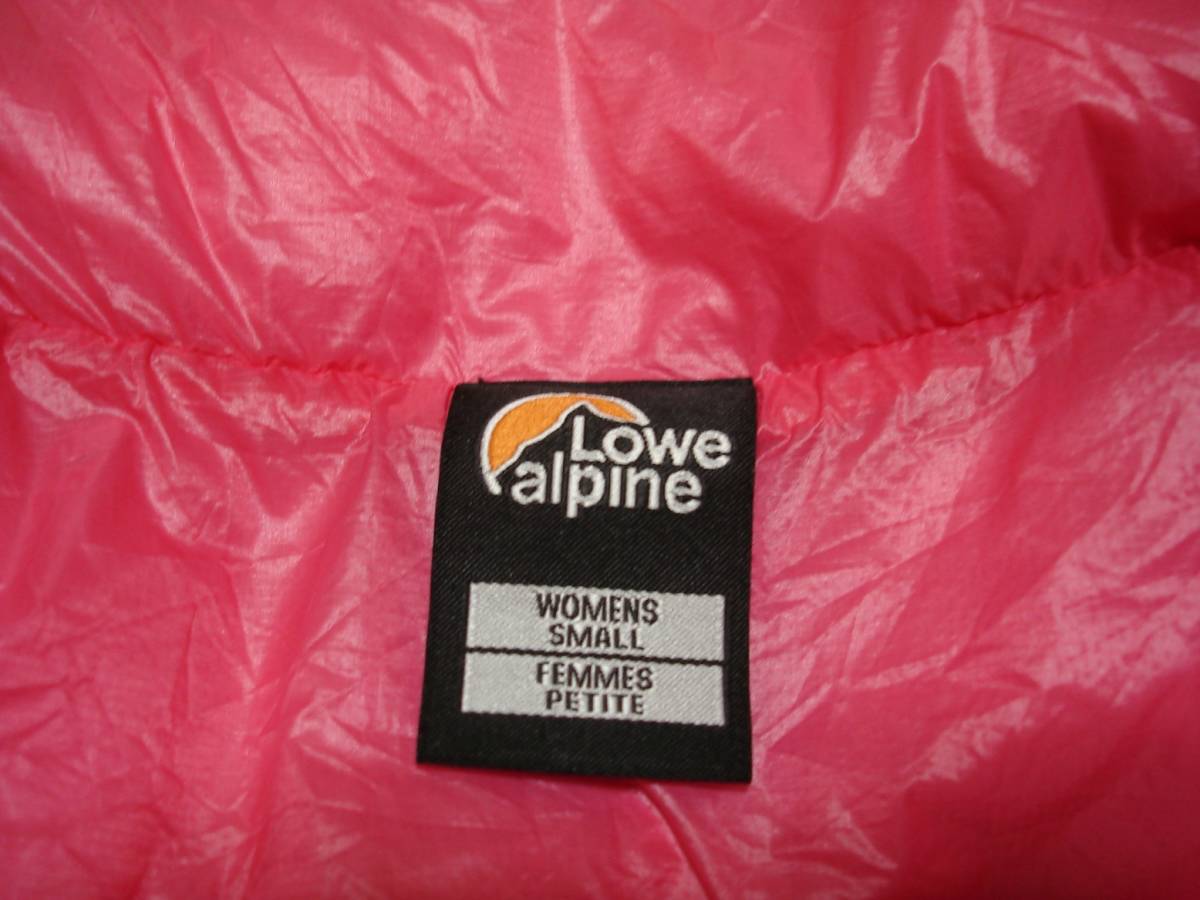 Lowe
alpine
WOMENS
SMALL
FEMMES
PETITE